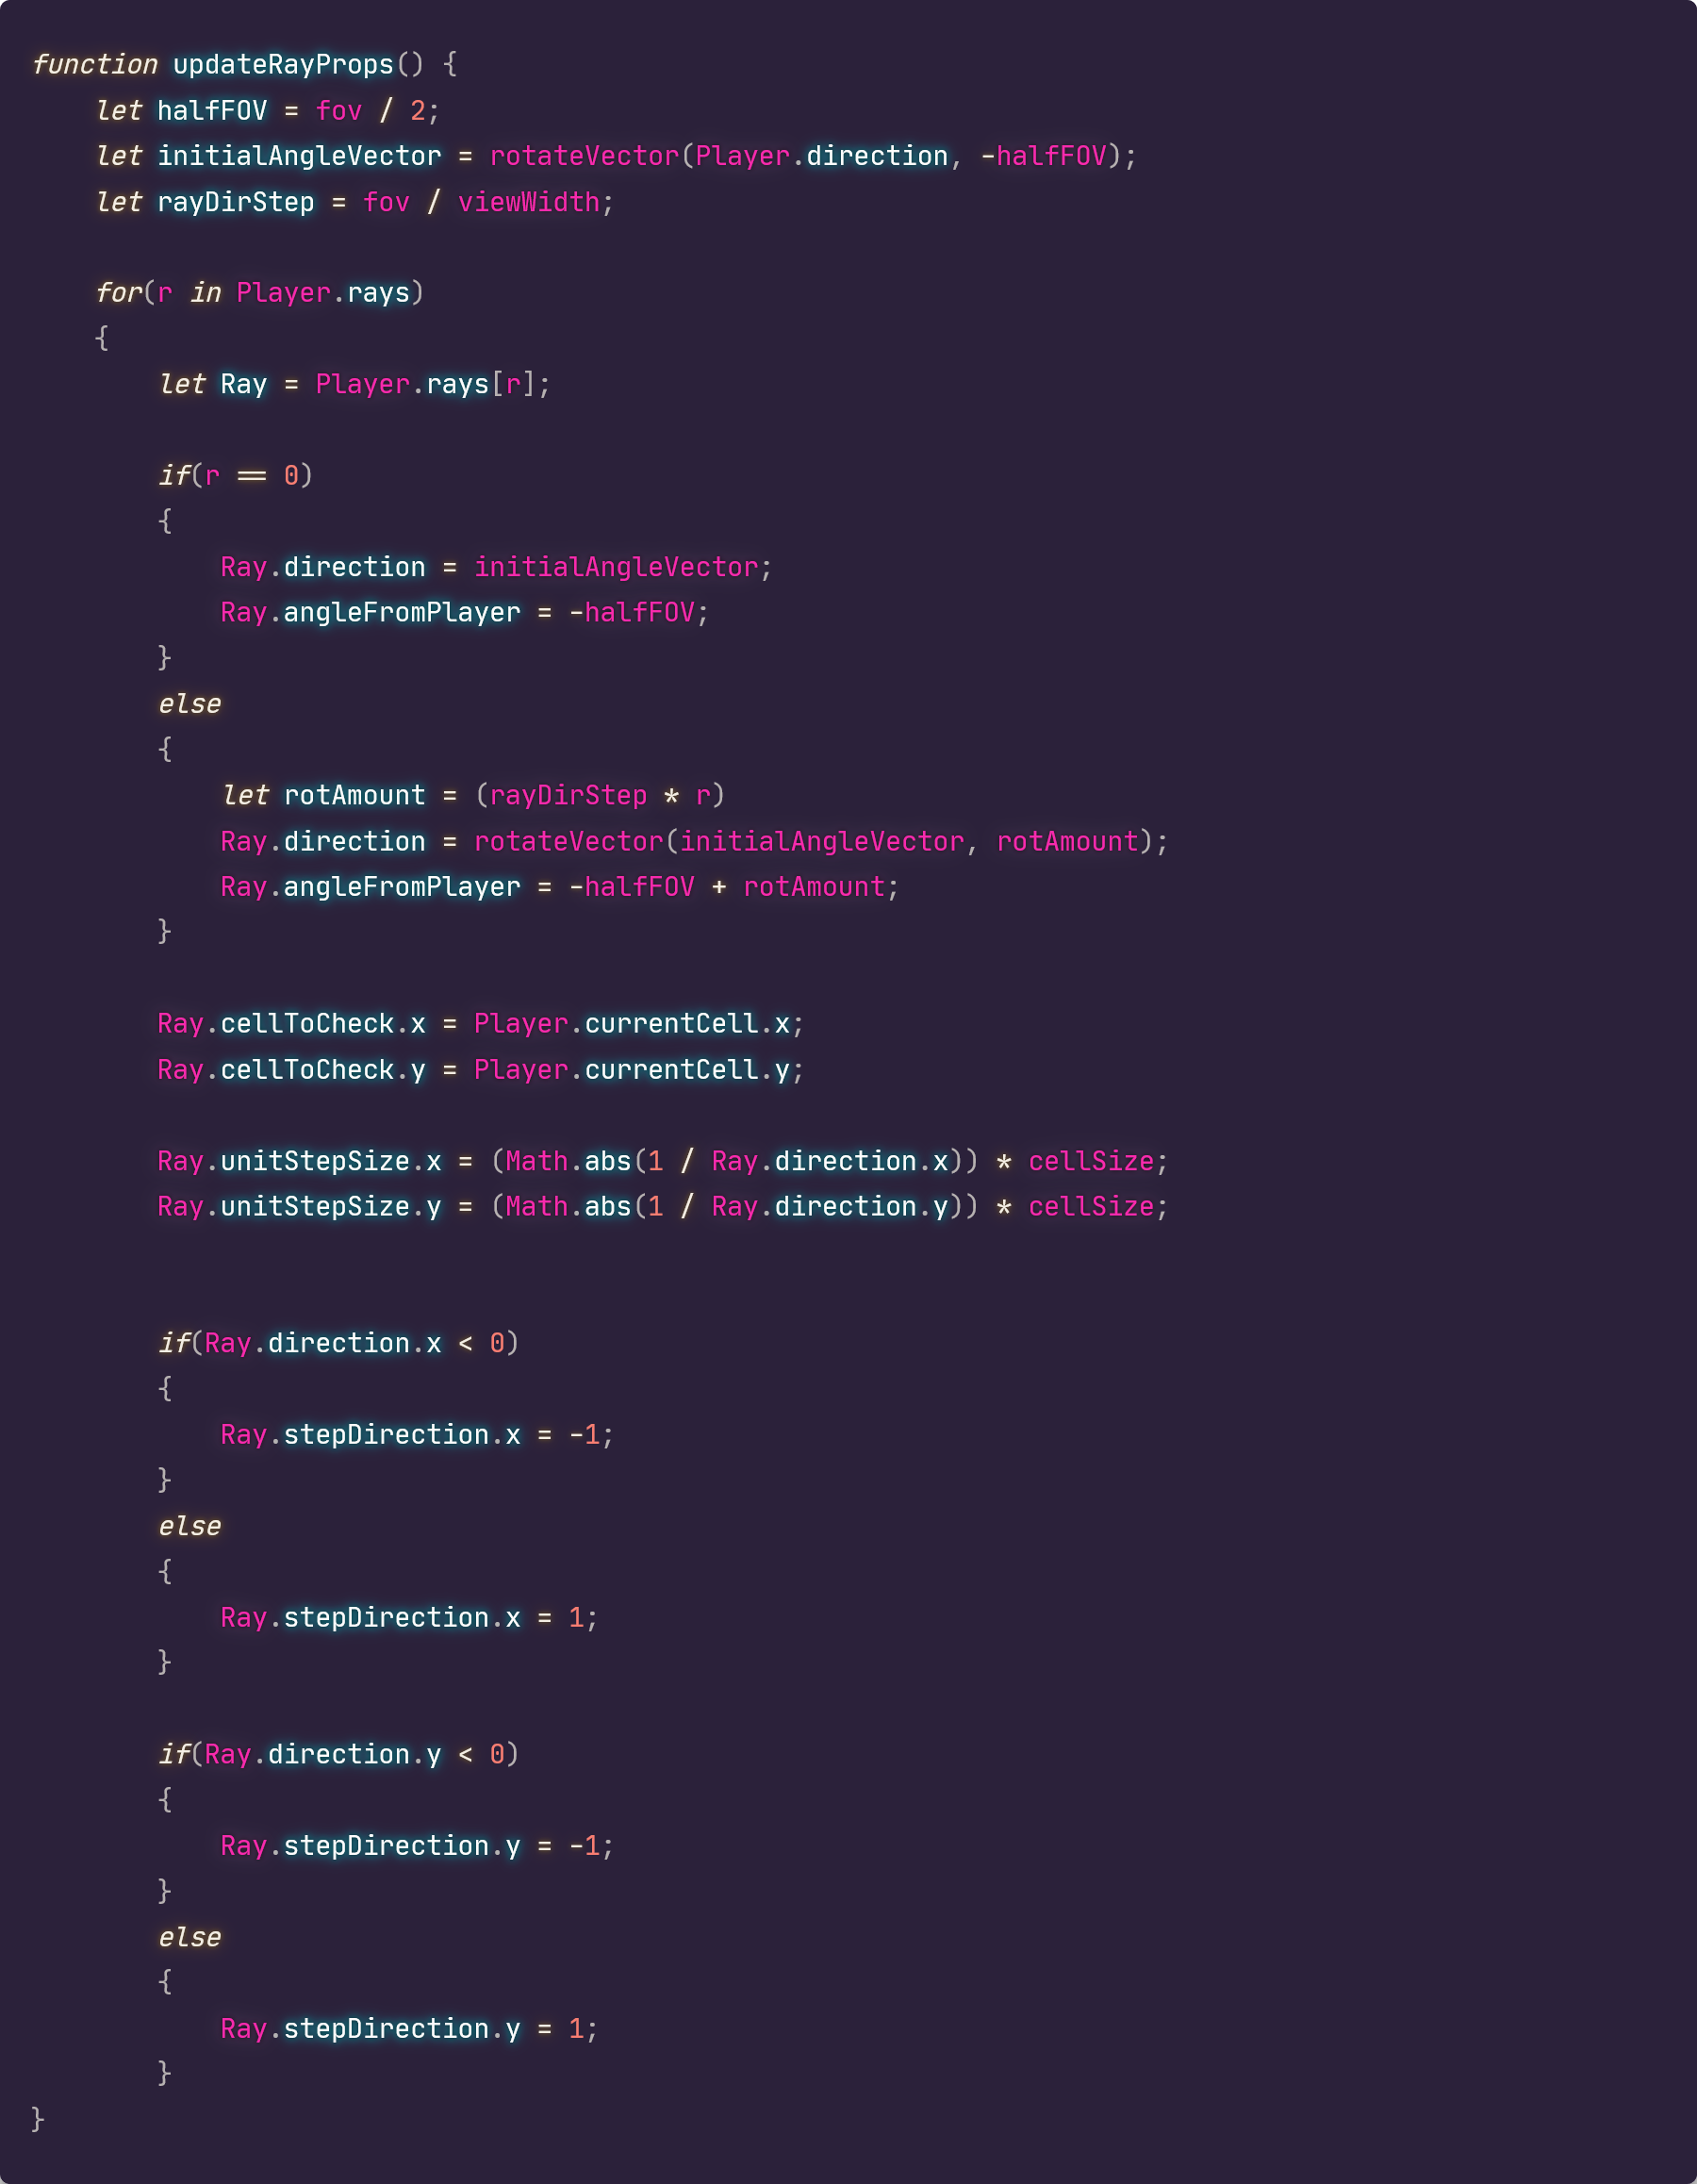 function updateRayProps() {
    let halfFOV = fov / 2;
    let initialAngleVector = rotateVector(Player.direction, -halfFOV);
    let rayDirStep = fov / viewWidth;

    for(r in Player.rays)
    {
        let Ray = Player.rays[r];

        if(r == 0)
        {
            Ray.direction = initialAngleVector;
            Ray.angleFromPlayer = -halfFOV;
        }
        else
        {
            let rotAmount = (rayDirStep * r)
            Ray.direction = rotateVector(initialAngleVector, rotAmount);
            Ray.angleFromPlayer = -halfFOV + rotAmount;
        }

        Ray.cellToCheck.x = Player.currentCell.x;
        Ray.cellToCheck.y = Player.currentCell.y;

        Ray.unitStepSize.x = (Math.abs(1 / Ray.direction.x)) * cellSize;
        Ray.unitStepSize.y = (Math.abs(1 / Ray.direction.y)) * cellSize;


        if(Ray.direction.x < 0)
        {
            Ray.stepDirection.x = -1;
        }
        else
        {
            Ray.stepDirection.x = 1;
        }

        if(Ray.direction.y < 0)
        {
            Ray.stepDirection.y = -1;
        }
        else
        {
            Ray.stepDirection.y = 1;
        }
}